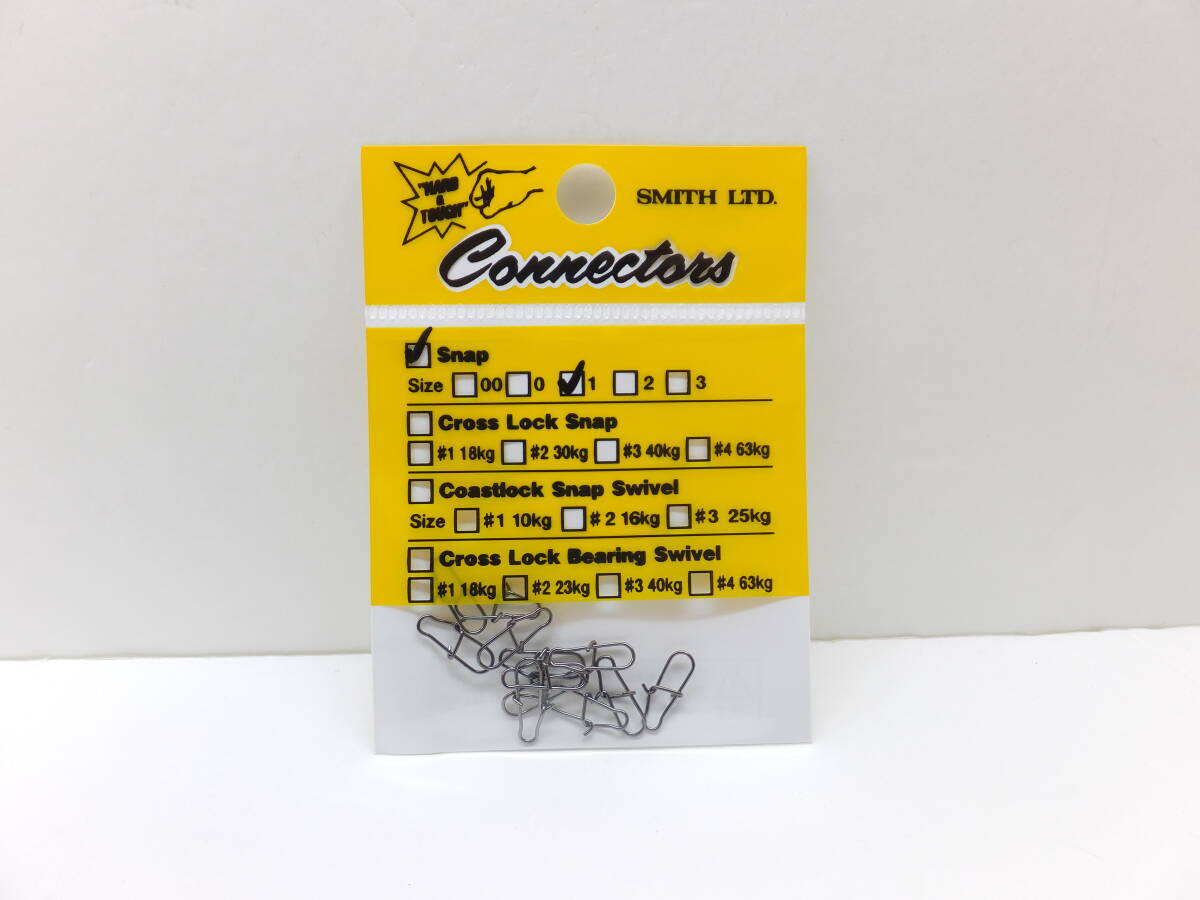 "HARD
&
TOUGH"
SMITH LTD.
Connectors
Snap
Size 00 0 1 2 3
Cross Lock Snap
#1 18kg #2 30kg #3 40kg #4 63kg
Coastlock Snap Swivel
Size #1 10kg #2 16kg #3 25kg
Cross Lock Bearing Swivel
#1 18kg #2 23kg #3 40kg #4 63kg